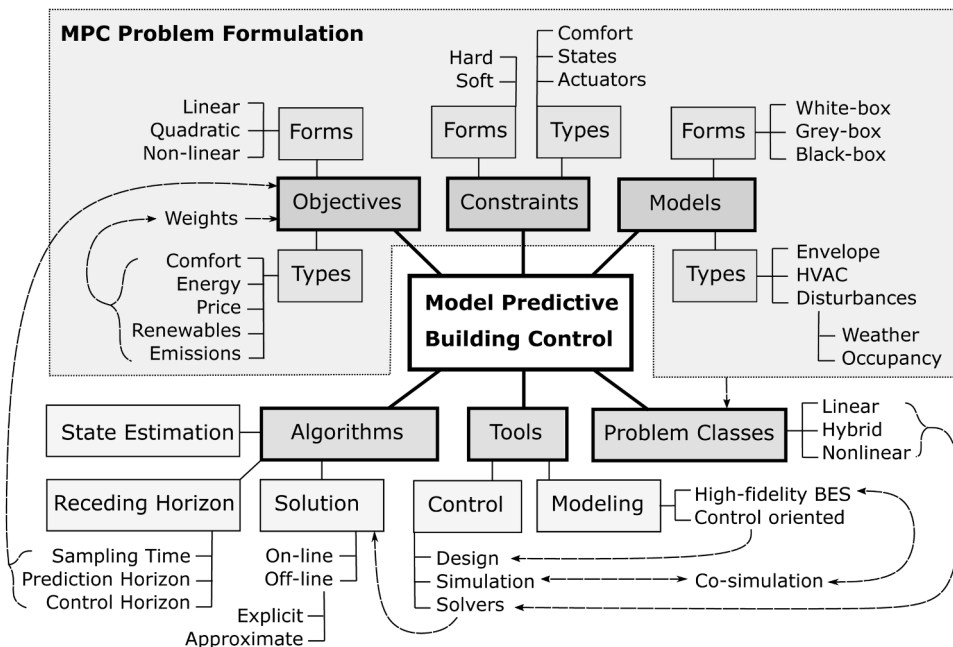 MPC Problem Formulation
Linear
Quadratic
Non-linear
Forms
Hard
Soft
Forms
Comfort
States
Actuators
Types
Forms
White-box
Grey-box
Black-box
Objectives
Constraints
Models
Weights
Comfort
Energy
Price
Renewables
Emissions
Types
Model Predictive
Building Control
Types
Envelope
HVAC
Disturbances
Weather
Occupancy
State Estimation
Algorithms
Tools
Problem Classes
Linear
Hybrid
Nonlinear
Receding Horizon
Solution
Control
Modeling
High-fidelity BES
Control oriented
Sampling Time
Prediction Horizon
Control Horizon
On-line
Off-line
Explicit
Approximate
Design
Simulation
Solvers
Co-simulation